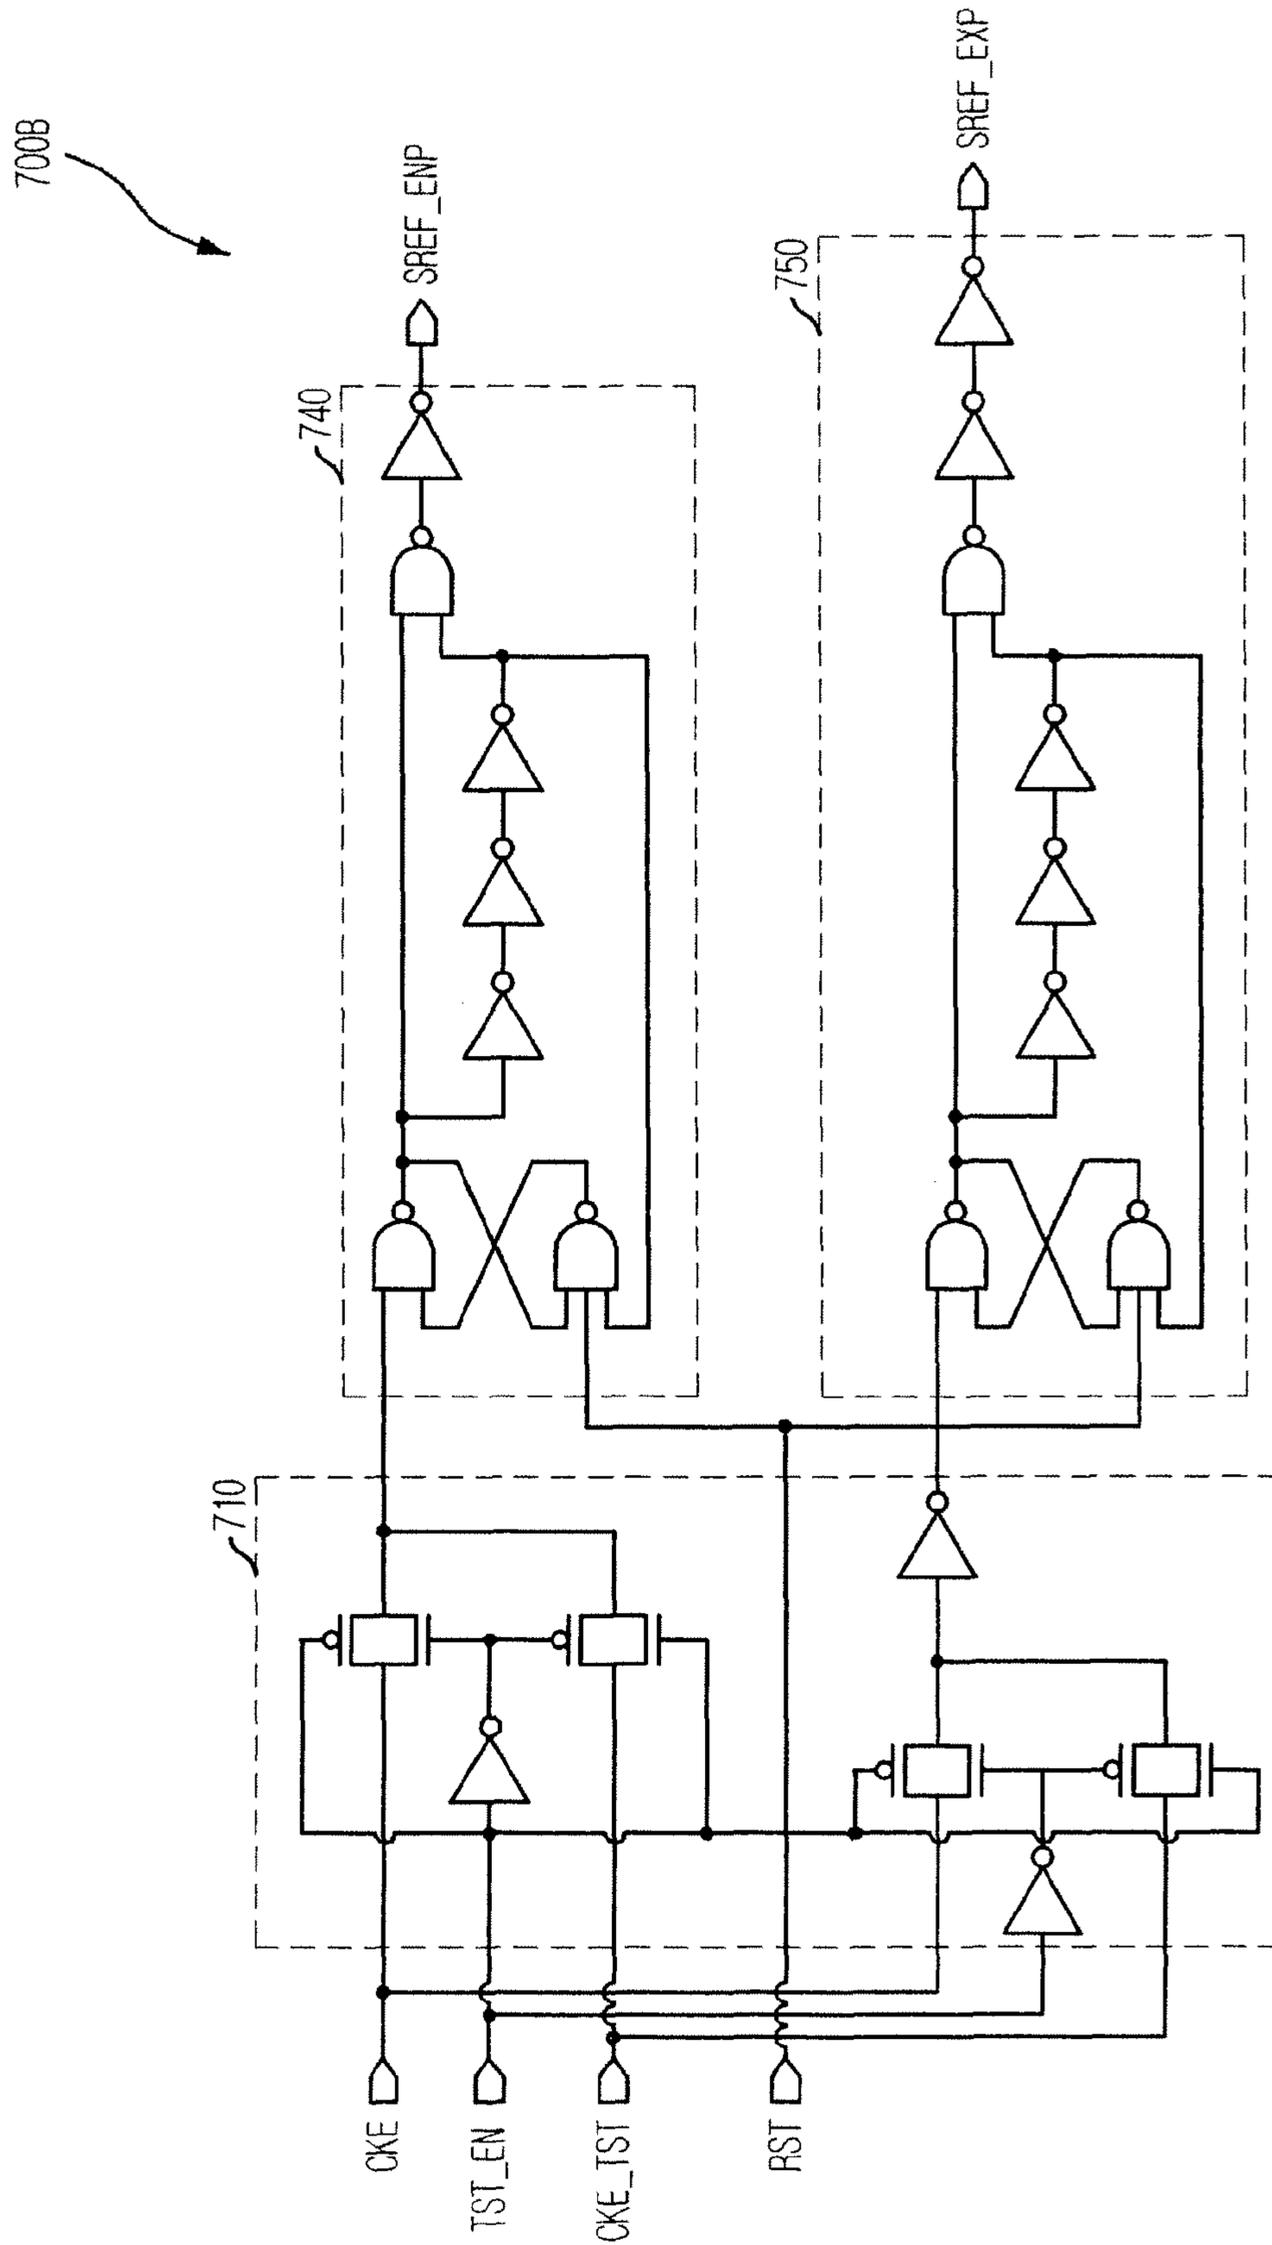 700B
SREF_ENP
SREF_EXP
740
750
710
CKE
TST_EN
CKE_TST
RST